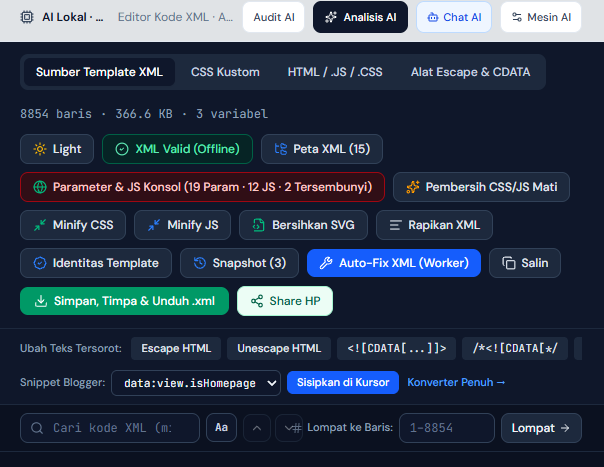 AI Lokal · ... Editor Kode XML · A... Audit AI Analisis AI Chat AI Mesin AI
Sumber Template XML CSS Kustom HTML / .JS / .CSS Alat Escape & CDATA
8854 baris · 366.6 KB · 3 variabel
Light XML Valid (Offline) Peta XML (15)
Parameter & JS Konsol (19 Param · 12 JS · 2 Tersembunyi) Pembersih CSS/JS Mati
Minify CSS Minify JS Bersihkan SVG Rapikan XML
Identitas Template Snapshot (3) Auto-Fix XML (Worker) Salin
Simpan, Timpa & Unduh .xml Share HP
Ubah Teks Tersorot: Escape HTML Unescape HTML <![CDATA[...]]> /*<![CDATA[*/
Snippet Blogger: data:view.isHomepage Sisipkan di Kursor Konverter Penuh →
Cari kode XML (m: Aa # Lompat ke Baris: 1-8854 Lompat →